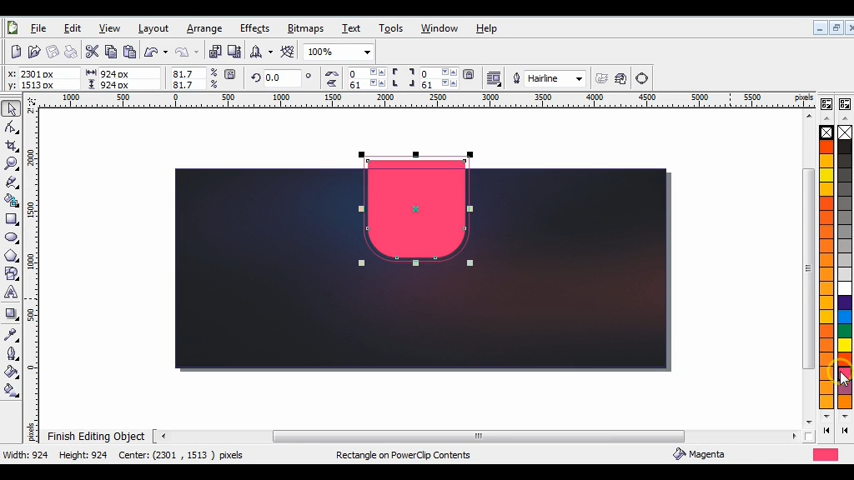 File Edit View Layout Arrange Effects Bitmaps Text Tools Window Help
100%
x: 2301 px 924 px 81.7 % 0.0 ° 0 0 Hairline
y: 1513 px 924 px 81.7 % 61 61
1000 0 500 1000 1500 2000 2500 3000 3500 4000 4500 5000 5500 pixels
2000
1500
1000
500
0
pixels
Finish Editing Object
Width: 924 Height: 924 Center: (2301 , 1513 ) pixels Rectangle on PowerClip Contents Magenta